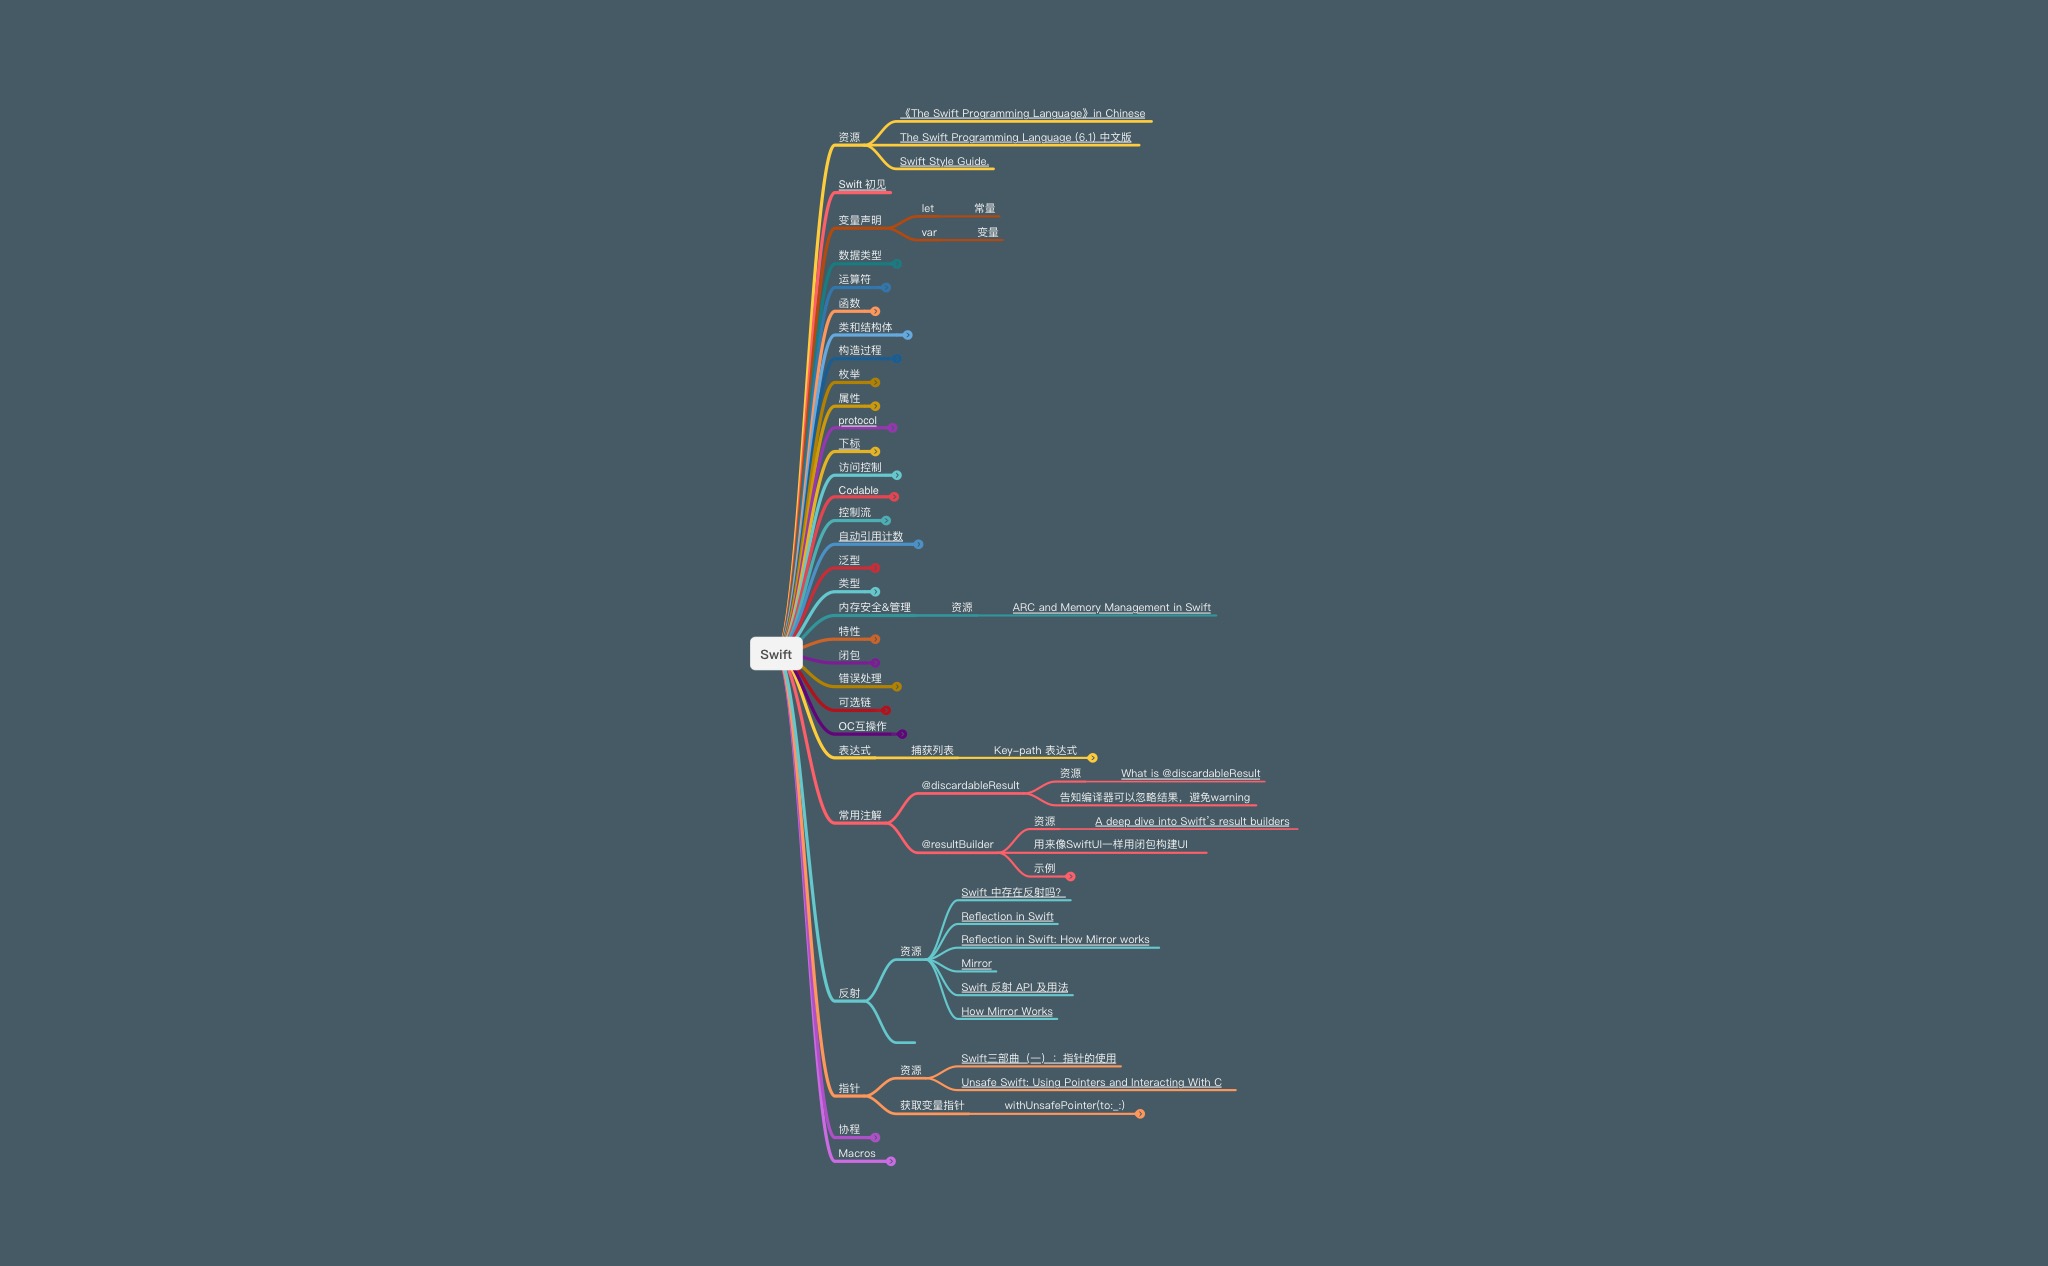 《The Swift Programming Language》in Chinese
资源
The Swift Programming Language (6.1) 中文版
Swift Style Guide.
Swift 初见
变量声明
let 常量
var 变量
数据类型
运算符
函数
类和结构体
构造过程
枚举
属性
protocol
下标
访问控制
Codable
控制流
自动引用计数
泛型
类型
内存安全&管理 资源 ARC and Memory Management in Swift
特性
Swift
闭包
错误处理
可选链
OC互操作
表达式 捕获列表 Key-path 表达式
常用注解
@discardableResult
资源 What is @discardableResult
告知编译器可以忽略结果，避免warning
@resultBuilder
资源 A deep dive into Swift's result builders
用来像SwiftUI一样用闭包构建UI
示例
反射
资源
Swift 中存在反射吗？
Reflection in Swift
Reflection in Swift: How Mirror works
Mirror
Swift 反射 API 及用法
How Mirror Works
指针
资源
Swift三部曲（一）：指针的使用
Unsafe Swift: Using Pointers and Interacting With C
获取变量指针 withUnsafePointer(to:_:)
协程
Macros